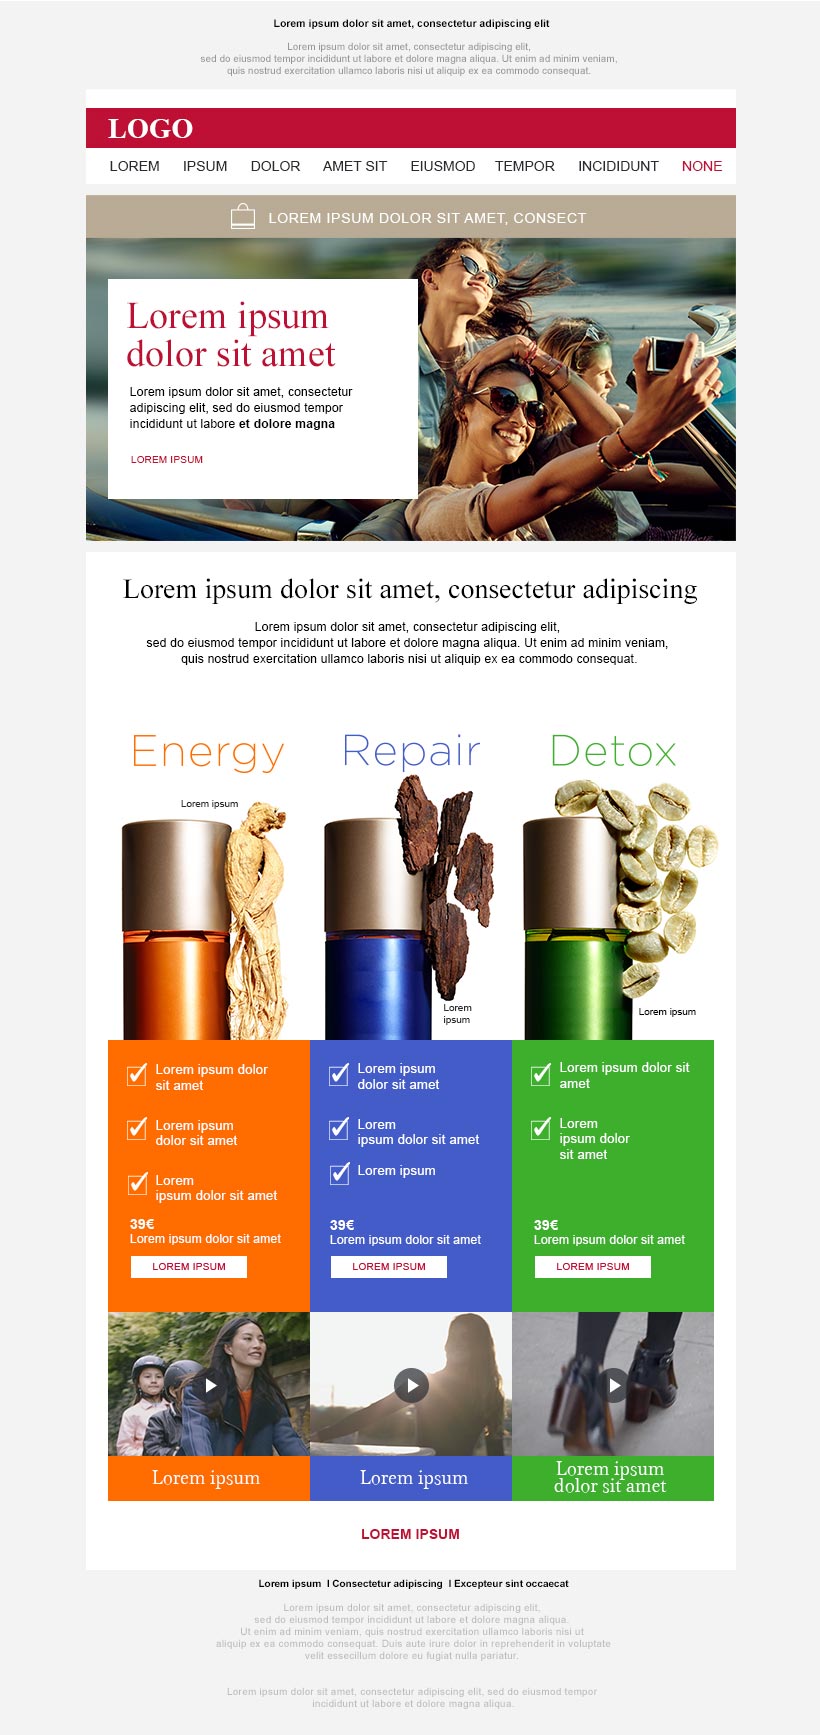 Lorem ipsum dolor sit amet, consectetur adipiscing elit
Lorem ipsum dolor sit amet, consectetur adipiscing elit,
sed do eiusmod tempor incididunt ut labore et dolore magna aliqua. Ut enim ad minim veniam,
quis nostrud exercitation ullamco laboris nisi ut aliquip ex ea commodo consequat.
LOGO
LOREM IPSUM DOLOR AMET SIT EIUSMOD TEMPOR INCIDIDUNT NONE
LOREM IPSUM DOLOR SIT AMET, CONSECT
Lorem ipsum
dolor sit amet
Lorem ipsum dolor sit amet, consectetur
adipiscing elit, sed do eiusmod tempor
incididunt ut labore et dolore magna
LOREM IPSUM
Lorem ipsum dolor sit amet, consectetur adipiscing
Lorem ipsum dolor sit amet, consectetur adipiscing elit,
sed do eiusmod tempor incididunt ut labore et dolore magna aliqua. Ut enim ad minim veniam,
quis nostrud exercitation ullamco laboris nisi ut aliquip ex ea commodo consequat.
Energy
Lorem ipsum
Repair
Lorem
ipsum
Detox
Lorem ipsum
Lorem ipsum dolor
sit amet
Lorem ipsum
dolor sit amet
Lorem
ipsum dolor sit amet
39€
Lorem ipsum dolor sit amet
LOREM IPSUM
Lorem ipsum
dolor sit amet
Lorem
ipsum dolor sit amet
Lorem ipsum
39€
Lorem ipsum dolor sit amet
LOREM IPSUM
Lorem ipsum dolor sit
amet
Lorem
ipsum dolor
sit amet
39€
Lorem ipsum dolor sit amet
LOREM IPSUM
Lorem ipsum
Lorem ipsum
Lorem ipsum
dolor sit amet
LOREM IPSUM
Lorem ipsum I Consectetur adipiscing I Excepteur sint occaecat
Lorem ipsum dolor sit amet, consectetur adipiscing elit,
sed do eiusmod tempor incididunt ut labore et dolore magna aliqua.
Ut enim ad minim veniam, quis nostrud exercitation ullamco laboris nisi ut
aliquip ex ea commodo consequat. Duis aute irure dolor in reprehenderit in voluptate
velit essecillum dolore eu fugiat nulla pariatur.
Lorem ipsum dolor sit amet, consectetur adipiscing elit, sed do eiusmod tempor
incididunt ut labore et dolore magna aliqua.